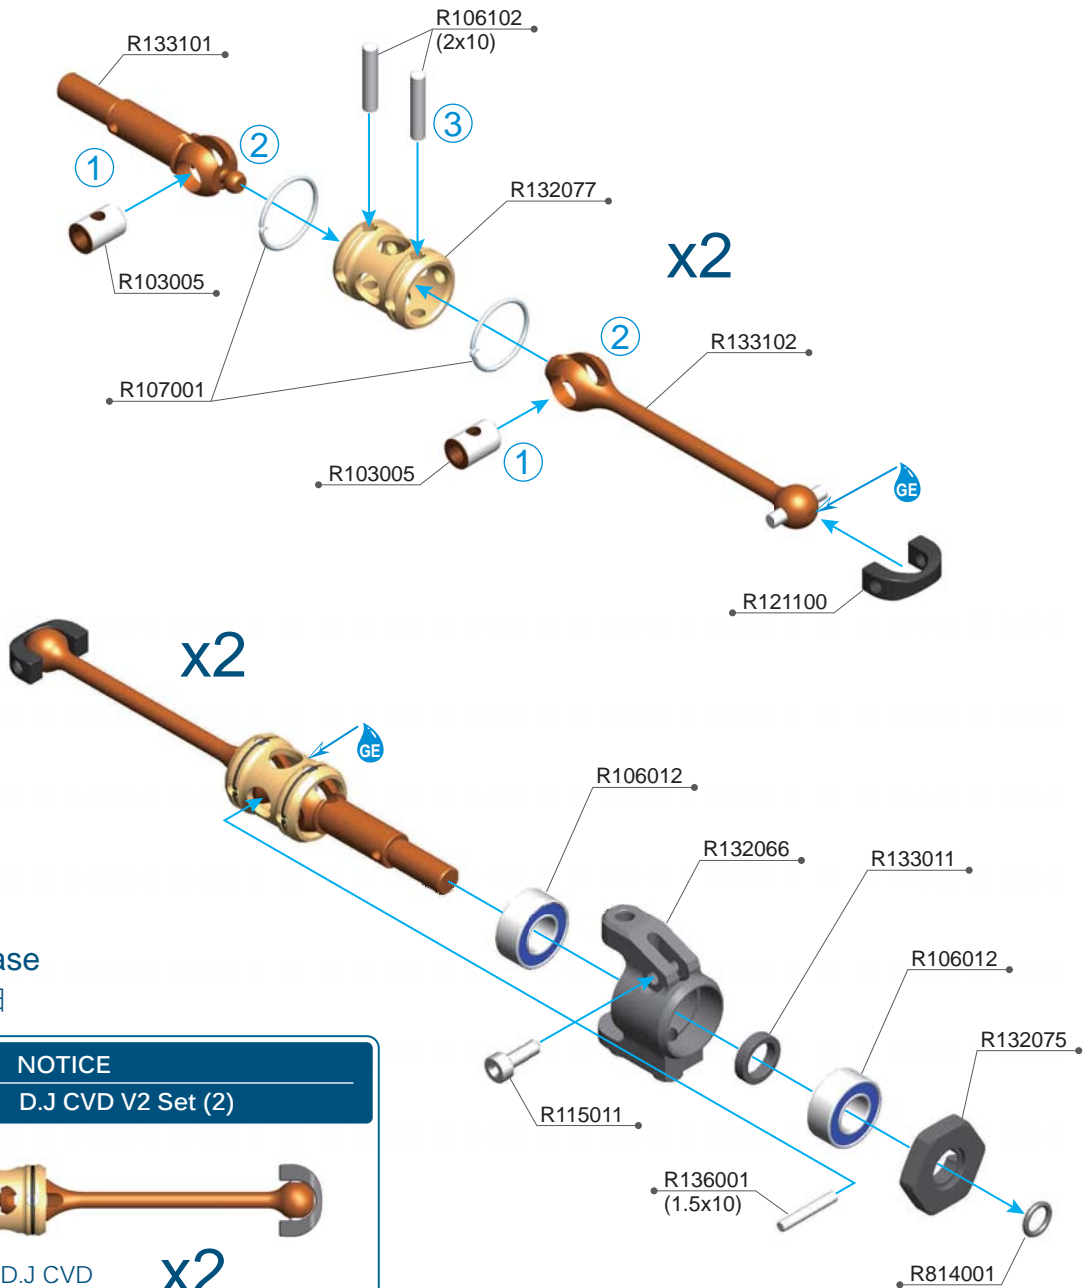 R106102
(2x10)
R133101
③
②
①
R132077
x2
R103005
②
R133102
R107001
①
R103005
GE
R121100
x2
GE
R106012
R132066
R133011
R106012
R132075
R115011
R136001
(1.5x10)
R814001
NOTICE
D.J CVD V2 Set (2)
D.J CVD
x2